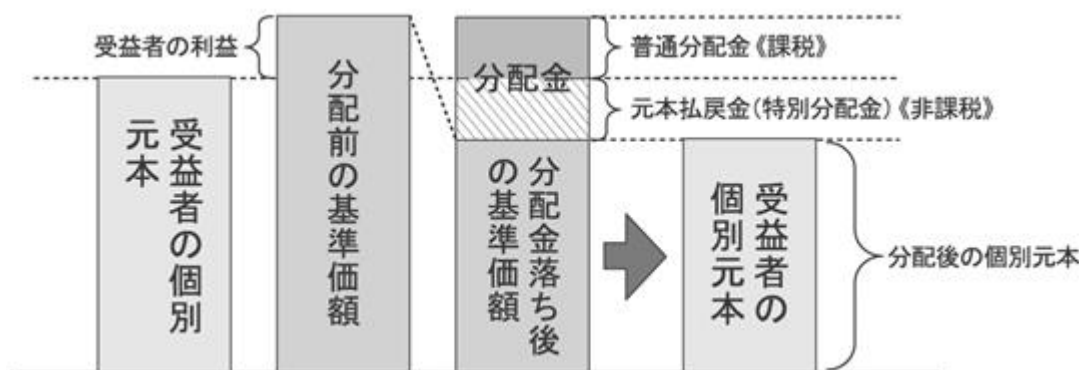 受益者の利益
受益者の個別
元本
分配前の基準価額
分配金
分配金落ち後
の基準価額
普通分配金《課税》
元本払戻金(特別分配金)《非課税》
受益者の
個別元本
分配後の個別元本